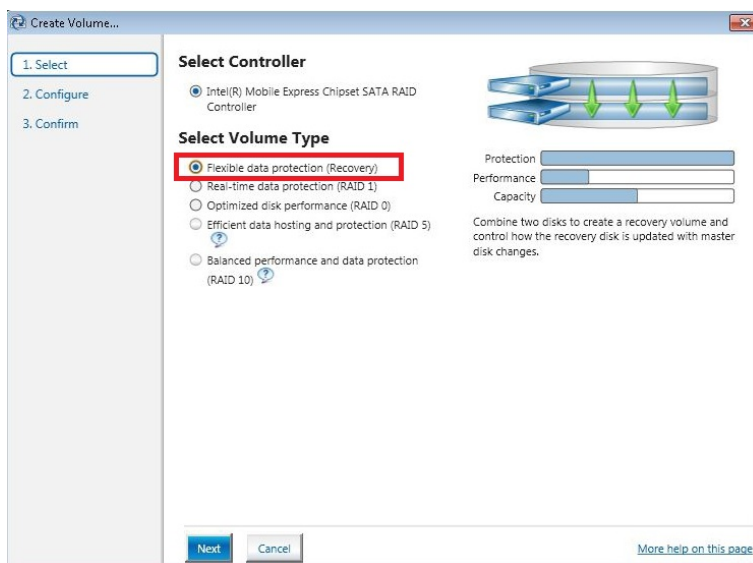 Create Volume...
1. Select
2. Configure
3. Confirm
Select Controller
Intel(R) Mobile Express Chipset SATA RAID
Controller
Select Volume Type
Flexible data protection (Recovery)
Real-time data protection (RAID 1)
Optimized disk performance (RAID 0)
Efficient data hosting and protection (RAID 5)
?
Balanced performance and data protection
(RAID 10) ?
Protection
Performance
Capacity
Combine two disks to create a recovery volume and
control how the recovery disk is updated with master
disk changes.
Next
Cancel
More help on this page